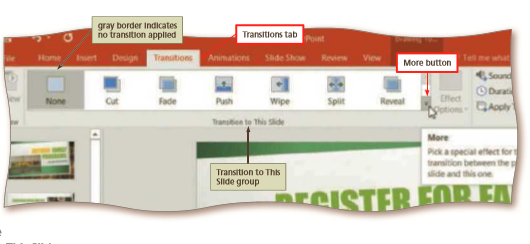 gray border indicates
no transition applied
Transitions tab
Point
Home Insert Design Transitions Animations Slide Show Review View Tell me what
More button
None Cut Fade Push Wipe Split Reveal
Effect
Options
Sound
Duratio
Apply
Transition to This Slide
More
Pick a special effect for t
transition between the p
slide and this one.
Transition to This
Slide group
REGISTER FOR FA